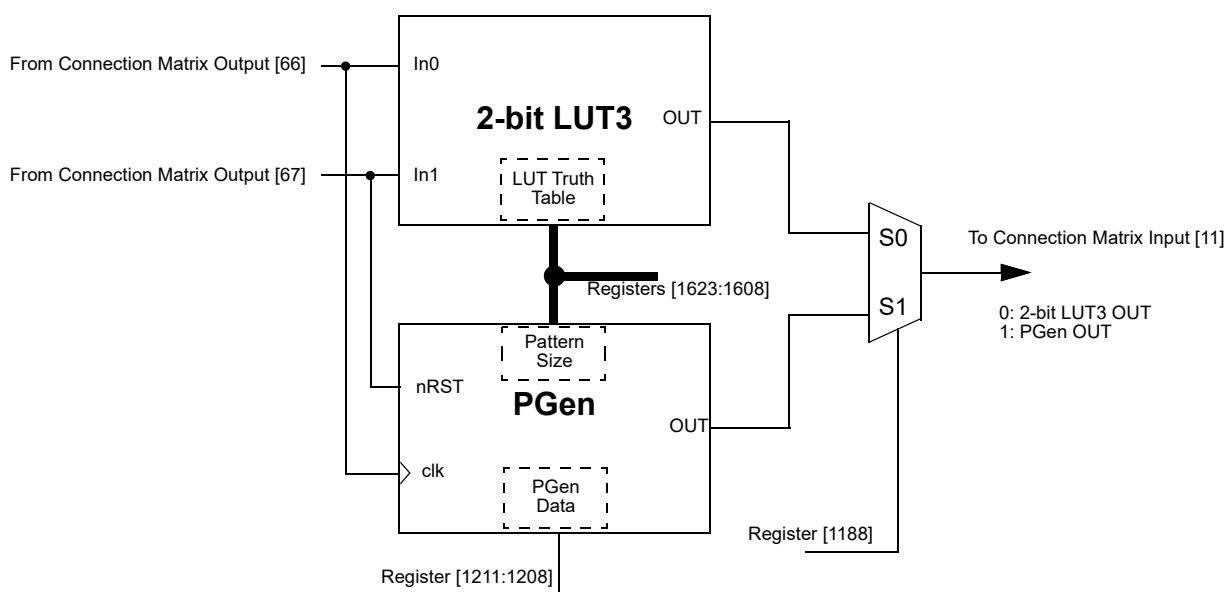 From Connection Matrix Output [66]
In0
2-bit LUT3
OUT
From Connection Matrix Output [67]
In1
LUT Truth
Table
S0
To Connection Matrix Input [11]
Registers [1623:1608]
S1
0: 2-bit LUT3 OUT
1: PGen OUT
Pattern
Size
nRST
PGen
OUT
clk
PGen
Data
Register [1188]
Register [1211:1208]